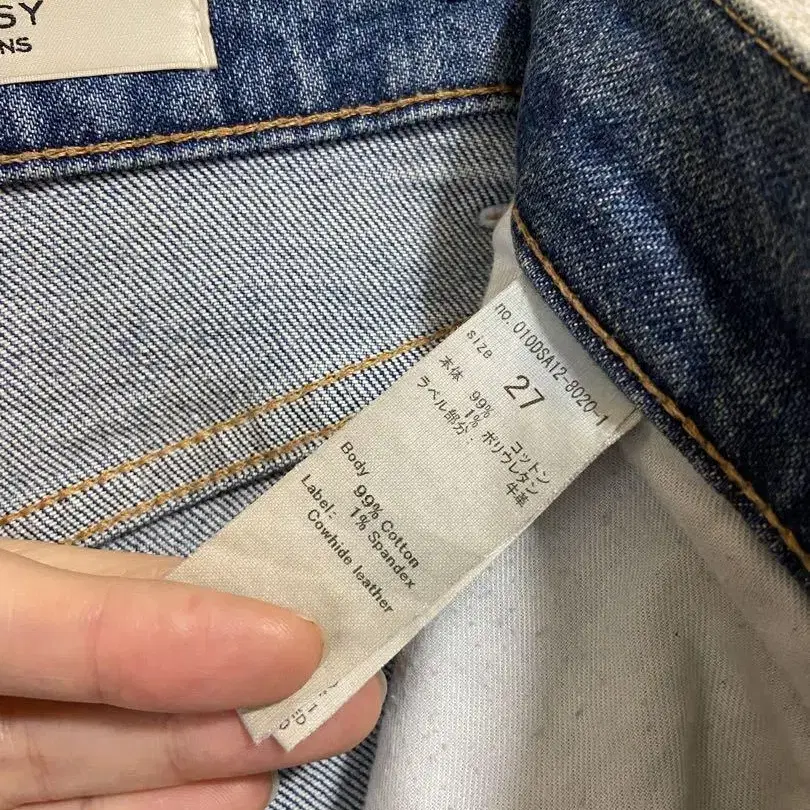 SY
NS
no.010DSA12-8020-1
size 27
本体 99% コットン
1% ポリウレタン
ラベル部分: 牛革
Body
99% Cotton
1% Spandex
Label:
Cowhide leather